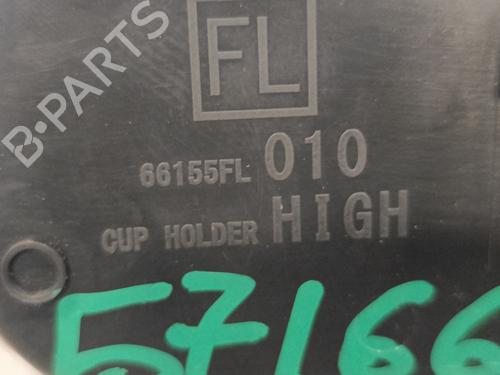 FL
66155FL 010
CUP HOLDER HIGH
57166
B-PARTS